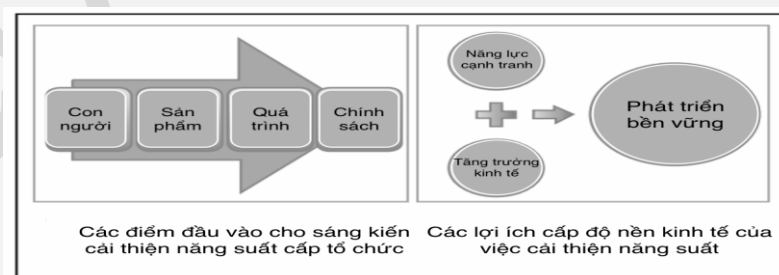 Con
người
Sản
phẩm
Quá
trình
Chính
sách
Các điểm đầu vào cho sáng kiến
cải thiện năng suất cấp tổ chức
Năng lực
cạnh tranh
Tăng trưởng
kinh tế
Phát triển
bền vững
Các lợi ích cấp độ nền kinh tế của
việc cải thiện năng suất